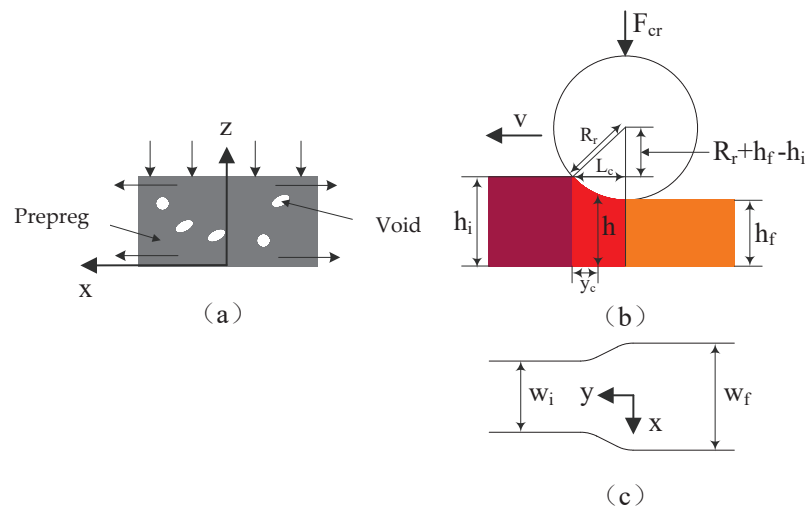 z
Prepreg
Void
x
（a）
F_cr
v
R_r
L_c
R_r+h_f-h_i
h_i
h
h_f
y_c
（b）
w_i
y
x
w_f
（c）